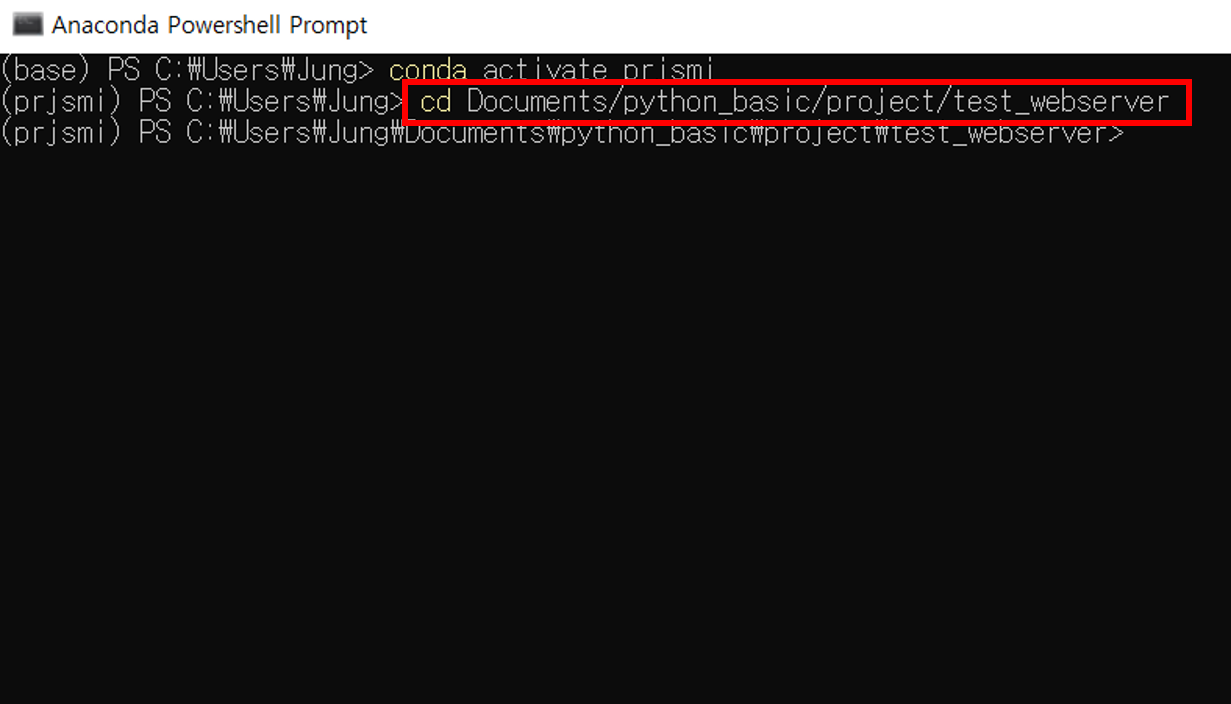 Anaconda Powershell Prompt
(base) PS C:₩Users₩Jung> conda activate prjsmi
(prjsmi) PS C:₩Users₩Jung> cd Documents/python_basic/project/test_webserver
(prjsmi) PS C:₩Users₩Jung₩Documents₩python_basic₩project₩test_webserver>